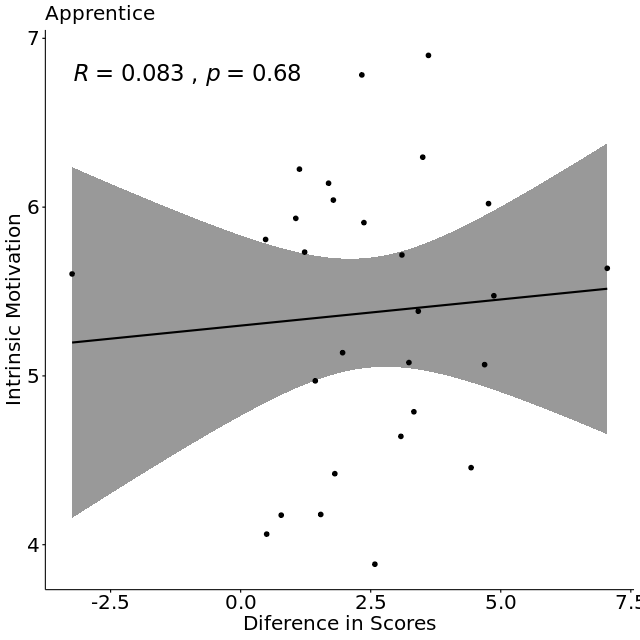 Apprentice
7
R = 0.083 , p = 0.68
6
Intrinsic Motivation
5
4
-2.5 0.0 2.5 5.0 7.5
Diference in Scores